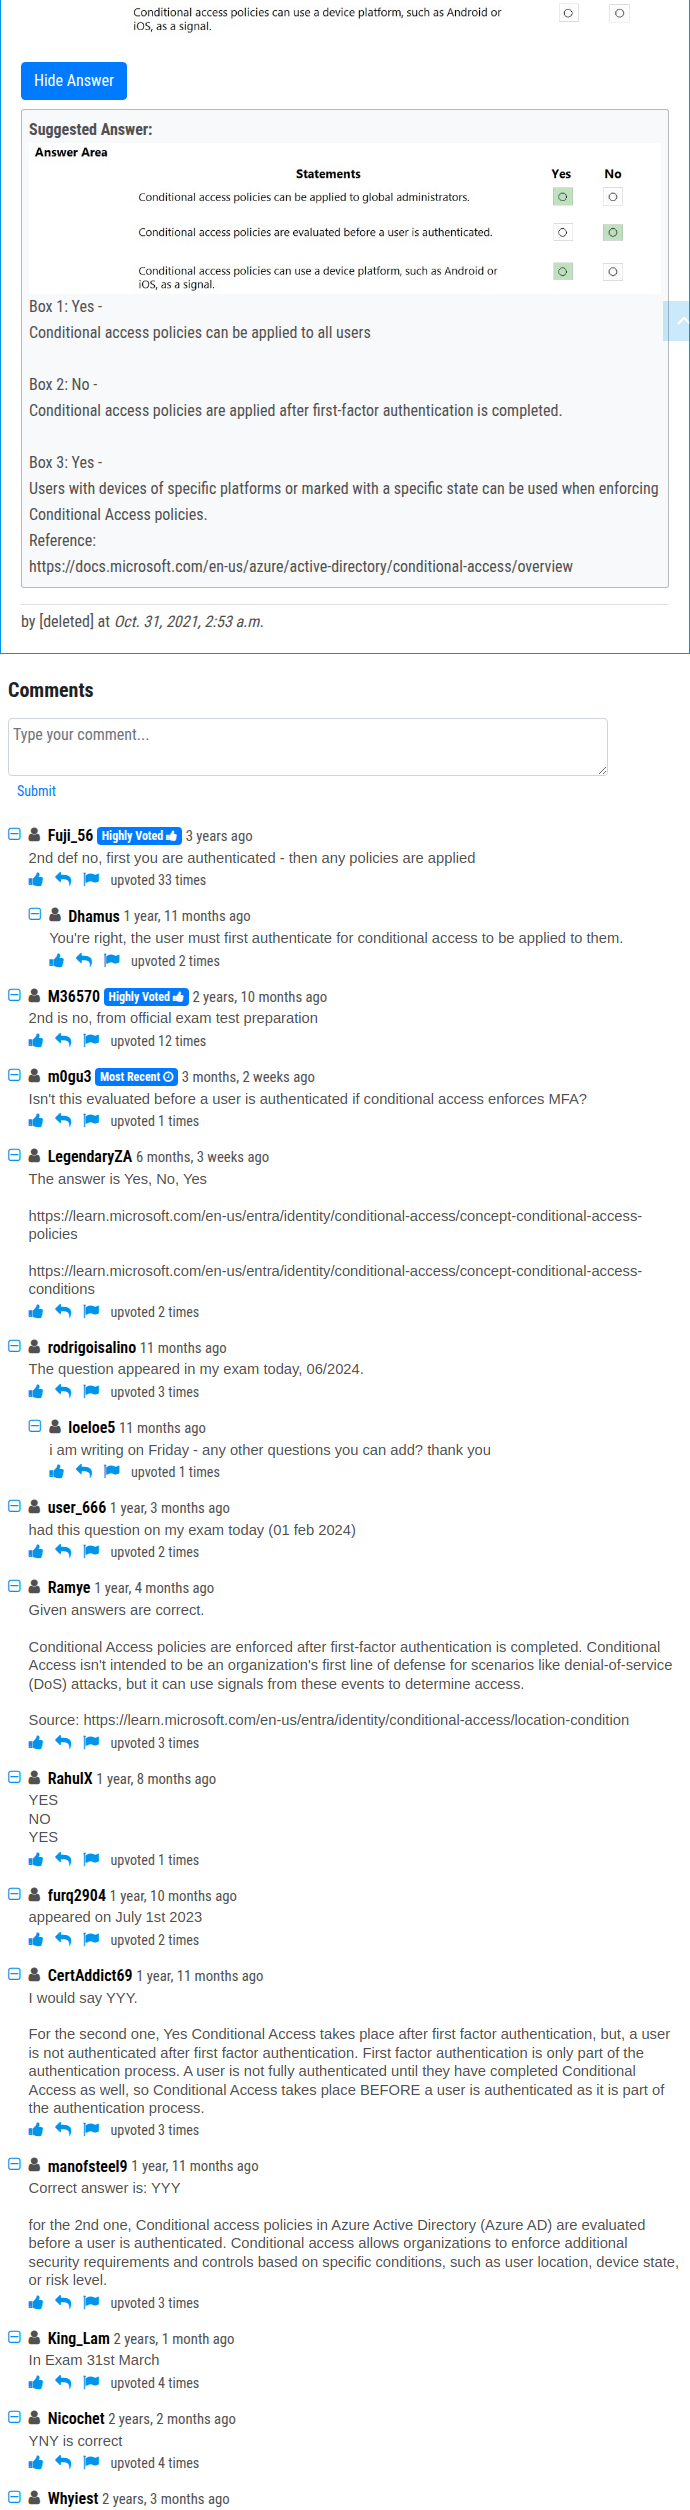 Conditional access policies can use a device platform, such as Android or
iOS, as a signal.
Hide Answer
Suggested Answer:
Answer Area
Statements Yes No
Conditional access policies can be applied to global administrators.
Conditional access policies are evaluated before a user is authenticated.
Conditional access policies can use a device platform, such as Android or
iOS, as a signal.
Box 1: Yes -
Conditional access policies can be applied to all users
Box 2: No -
Conditional access policies are applied after first-factor authentication is completed.
Box 3: Yes -
Users with devices of specific platforms or marked with a specific state can be used when enforcing
Conditional Access policies.
Reference:
https://docs.microsoft.com/en-us/azure/active-directory/conditional-access/overview
by [deleted] at Oct. 31, 2021, 2:53 a.m.
Comments
Type your comment...
Submit
Fuji_56 Highly Voted 3 years ago
2nd def no, first you are authenticated - then any policies are applied
upvoted 33 times
Dhamus 1 year, 11 months ago
You're right, the user must first authenticate for conditional access to be applied to them.
upvoted 2 times
M36570 Highly Voted 2 years, 10 months ago
2nd is no, from official exam test preparation
upvoted 12 times
m0gu3 Most Recent 3 months, 2 weeks ago
Isn't this evaluated before a user is authenticated if conditional access enforces MFA?
upvoted 1 times
LegendaryZA 6 months, 3 weeks ago
The answer is Yes, No, Yes
https://learn.microsoft.com/en-us/entra/identity/conditional-access/concept-conditional-access-
policies
https://learn.microsoft.com/en-us/entra/identity/conditional-access/concept-conditional-access-
conditions
upvoted 2 times
rodrigoisalino 11 months ago
The question appeared in my exam today, 06/2024.
upvoted 3 times
loeloe5 11 months ago
i am writing on Friday - any other questions you can add? thank you
upvoted 1 times
user_666 1 year, 3 months ago
had this question on my exam today (01 feb 2024)
upvoted 2 times
Ramye 1 year, 4 months ago
Given answers are correct.
Conditional Access policies are enforced after first-factor authentication is completed. Conditional
Access isn't intended to be an organization's first line of defense for scenarios like denial-of-service
(DoS) attacks, but it can use signals from these events to determine access.
Source: https://learn.microsoft.com/en-us/entra/identity/conditional-access/location-condition
upvoted 3 times
RahulX 1 year, 8 months ago
YES
NO
YES
upvoted 1 times
furq2904 1 year, 10 months ago
appeared on July 1st 2023
upvoted 2 times
CertAddict69 1 year, 11 months ago
I would say YYY.
For the second one, Yes Conditional Access takes place after first factor authentication, but, a user
is not authenticated after first factor authentication. First factor authentication is only part of the
authentication process. A user is not fully authenticated until they have completed Conditional
Access as well, so Conditional Access takes place BEFORE a user is authenticated as it is part of
the authentication process.
upvoted 3 times
manofsteel9 1 year, 11 months ago
Correct answer is: YYY
for the 2nd one, Conditional access policies in Azure Active Directory (Azure AD) are evaluated
before a user is authenticated. Conditional access allows organizations to enforce additional
security requirements and controls based on specific conditions, such as user location, device state,
or risk level.
upvoted 3 times
King_Lam 2 years, 1 month ago
In Exam 31st March
upvoted 4 times
Nicochet 2 years, 2 months ago
YNY is correct
upvoted 4 times
Whyiest 2 years, 3 months ago